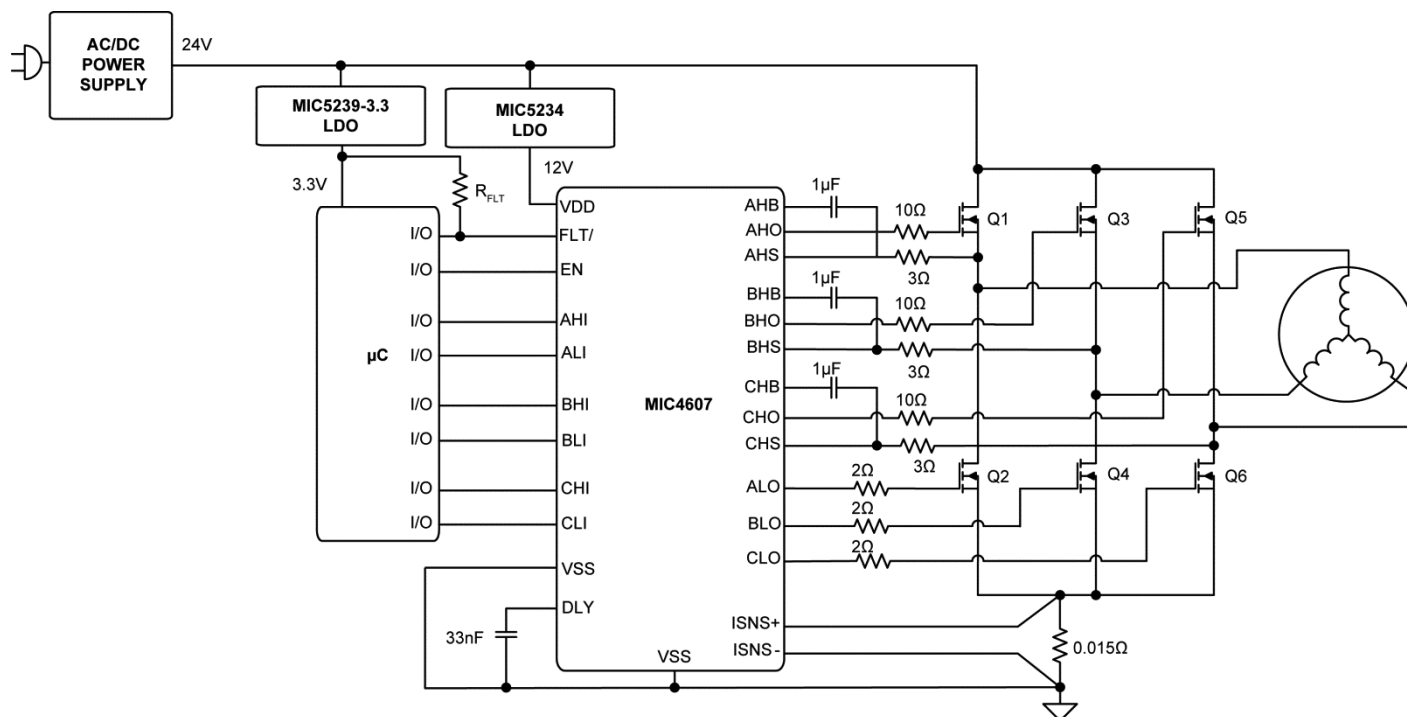 AC/DC
POWER
SUPPLY
24V
MIC5239-3.3
LDO
MIC5234
LDO
3.3V
R_FLT
12V
µC
I/O
I/O
I/O
I/O
I/O
I/O
I/O
I/O
MIC4607
VDD
FLT/
EN
AHI
ALI
BHI
BLI
CHI
CLI
VSS
DLY
VSS
33nF
AHB
AHO
AHS
BHB
BHO
BHS
CHB
CHO
CHS
ALO
BLO
CLO
ISNS+
ISNS-
1µF
10Ω
3Ω
1µF
10Ω
3Ω
1µF
10Ω
3Ω
2Ω
2Ω
2Ω
Q1
Q3
Q5
Q2
Q4
Q6
0.015Ω